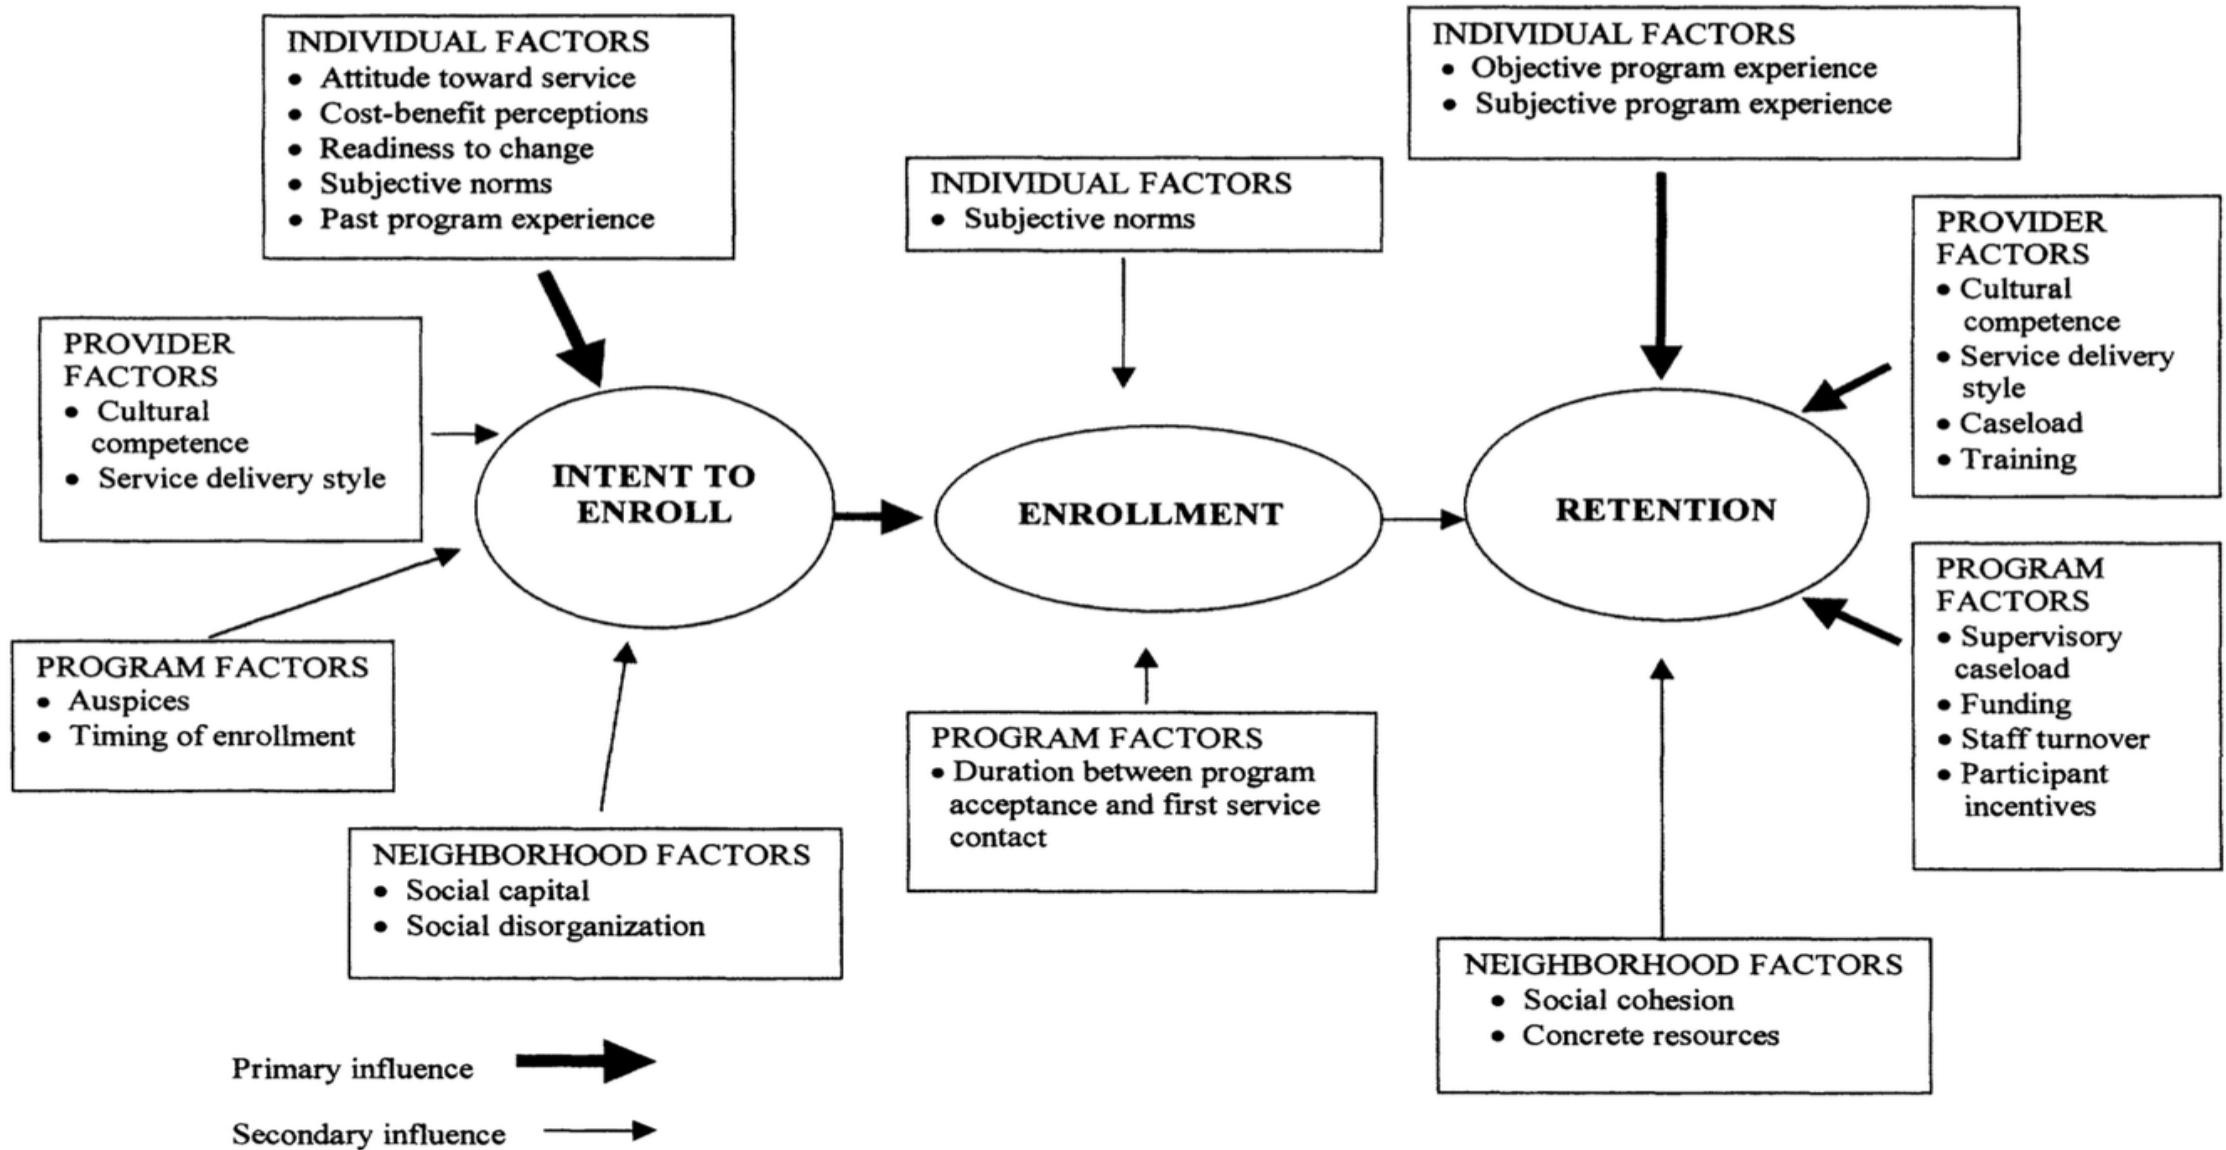 INDIVIDUAL FACTORS
• Attitude toward service
• Cost-benefit perceptions
• Readiness to change
• Subjective norms
• Past program experience
PROVIDER
FACTORS
• Cultural
competence
• Service delivery style
PROGRAM FACTORS
• Auspices
• Timing of enrollment
NEIGHBORHOOD FACTORS
• Social capital
• Social disorganization
INTENT TO
ENROLL
INDIVIDUAL FACTORS
• Subjective norms
ENROLLMENT
PROGRAM FACTORS
• Duration between program
acceptance and first service
contact
INDIVIDUAL FACTORS
• Objective program experience
• Subjective program experience
RETENTION
PROVIDER
FACTORS
• Cultural
competence
• Service delivery
style
• Caseload
• Training
PROGRAM
FACTORS
• Supervisory
caseload
• Funding
• Staff turnover
• Participant
incentives
NEIGHBORHOOD FACTORS
• Social cohesion
• Concrete resources
Primary influence
Secondary influence